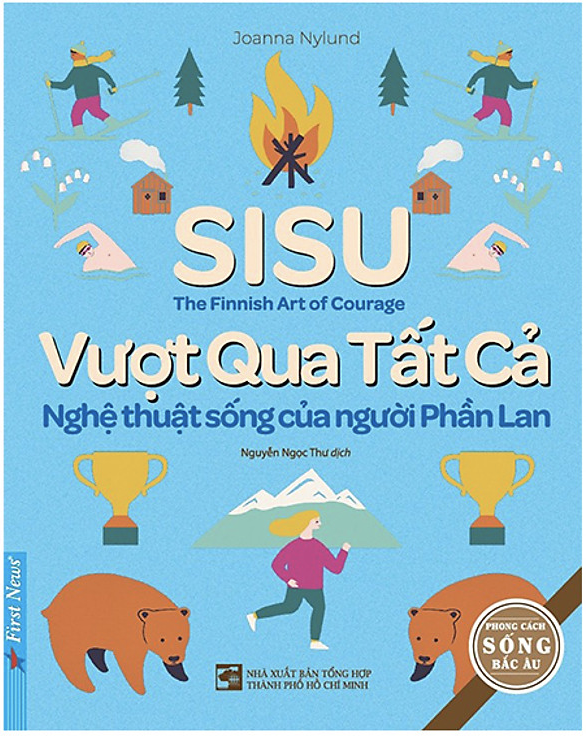 Joanna Nylund
SISU
The Finnish Art of Courage
Vượt Qua Tất Cả
Nghệ thuật sống của người Phần Lan
Nguyễn Ngọc Thư dịch
First News
PHONG CÁCH
SỐNG
BẮC ÂU
NHÀ XUẤT BẢN TỔNG HỢP
THÀNH PHỐ HỒ CHÍ MINH